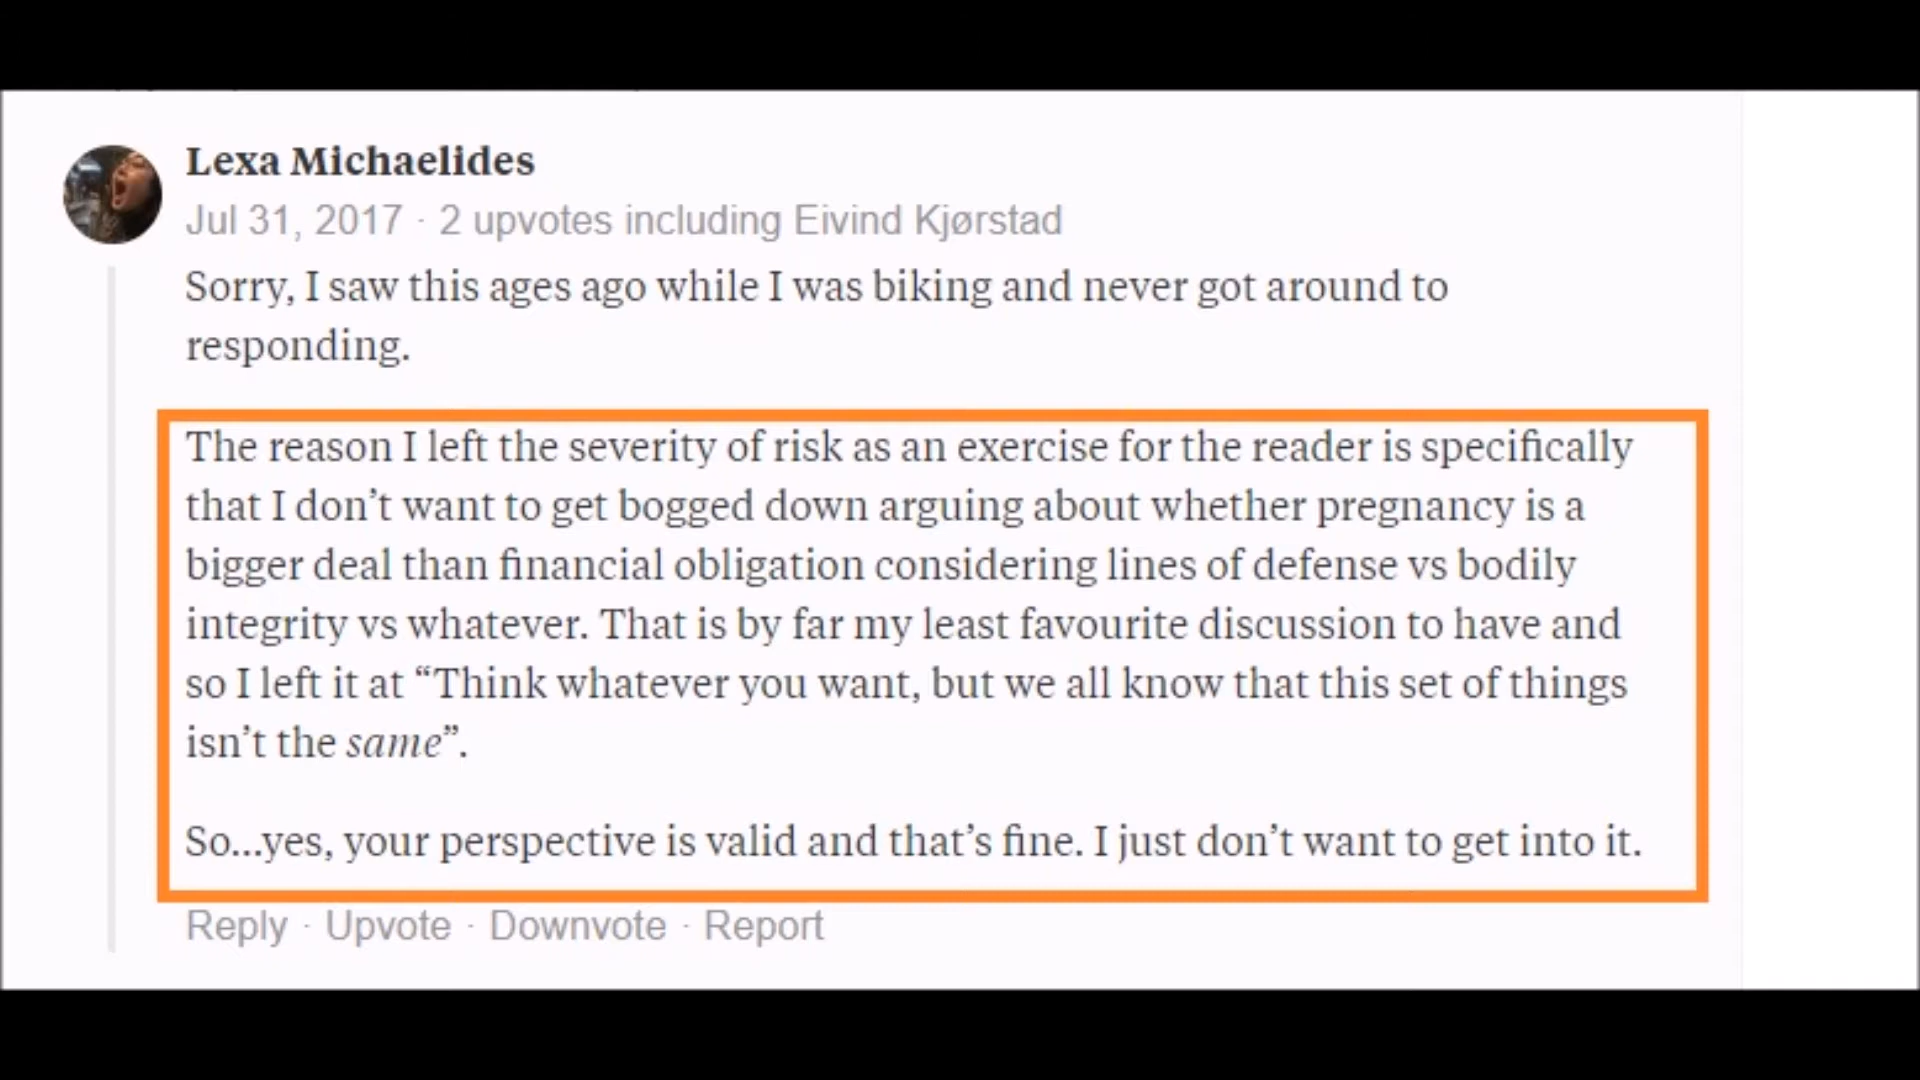 Lexa Michaelides
Jul 31, 2017 · 2 upvotes including Eivind Kjørstad
Sorry, I saw this ages ago while I was biking and never got around to
responding.
The reason I left the severity of risk as an exercise for the reader is specifically
that I don’t want to get bogged down arguing about whether pregnancy is a
bigger deal than financial obligation considering lines of defense vs bodily
integrity vs whatever. That is by far my least favourite discussion to have and
so I left it at “Think whatever you want, but we all know that this set of things
isn’t the same”.
So...yes, your perspective is valid and that’s fine. I just don’t want to get into it.
Reply · Upvote · Downvote · Report